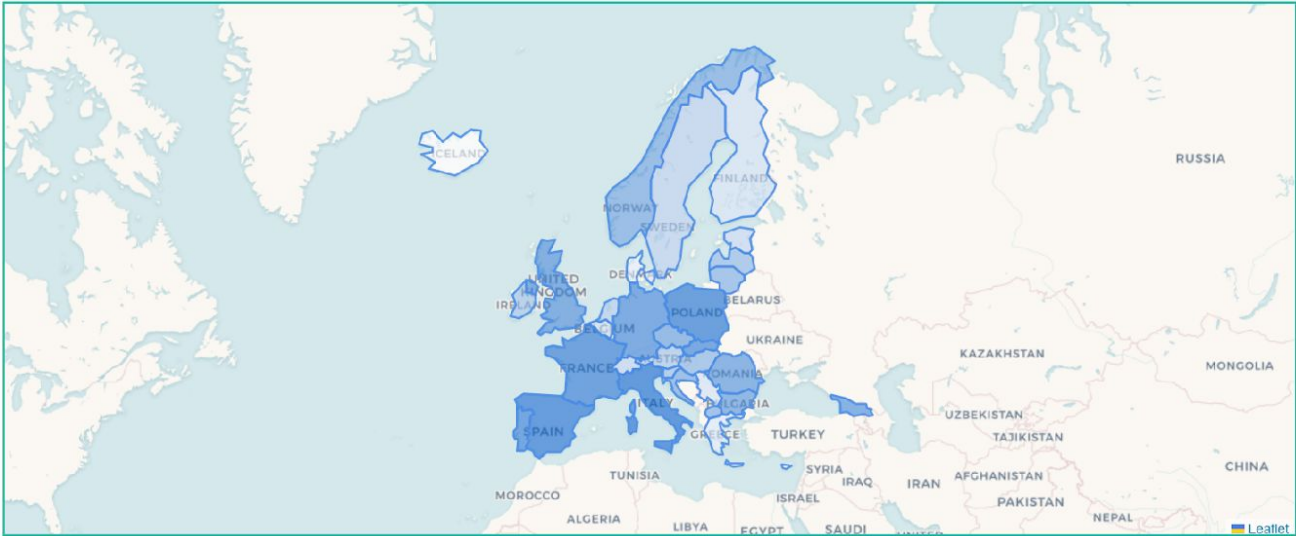 RUSSIA
ICELAND
FINLAND
NORWAY
SWEDEN
DENMARK
UNITED
KINGDOM
IRELAND
BELARUS
POLAND
BELGIUM
UKRAINE
KAZAKHSTAN
MONGOLIA
AUSTRIA
FRANCE
ROMANIA
ITALY
BULGARIA
UZBEKISTAN
SPAIN
GREECE
TURKEY
TAJIKISTAN
CHINA
SYRIA
TUNISIA
IRAQ
IRAN
AFGHANISTAN
MOROCCO
ISRAEL
PAKISTAN
ALGERIA
LIBYA
EGYPT
SAUDI
NEPAL
Leaflet